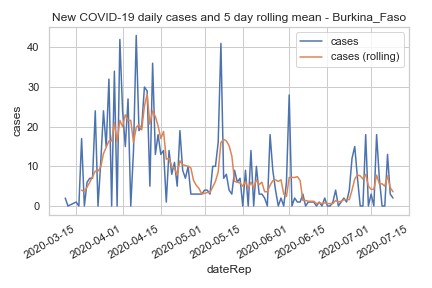 New COVID-19 daily cases and 5 day rolling mean - Burkina_Faso
cases
cases (rolling)
40
30
20
10
0
cases
2020-03-15
2020-04-01
2020-04-15
2020-05-01
2020-05-15
2020-06-01
2020-06-15
2020-07-01
2020-07-15
dateRep